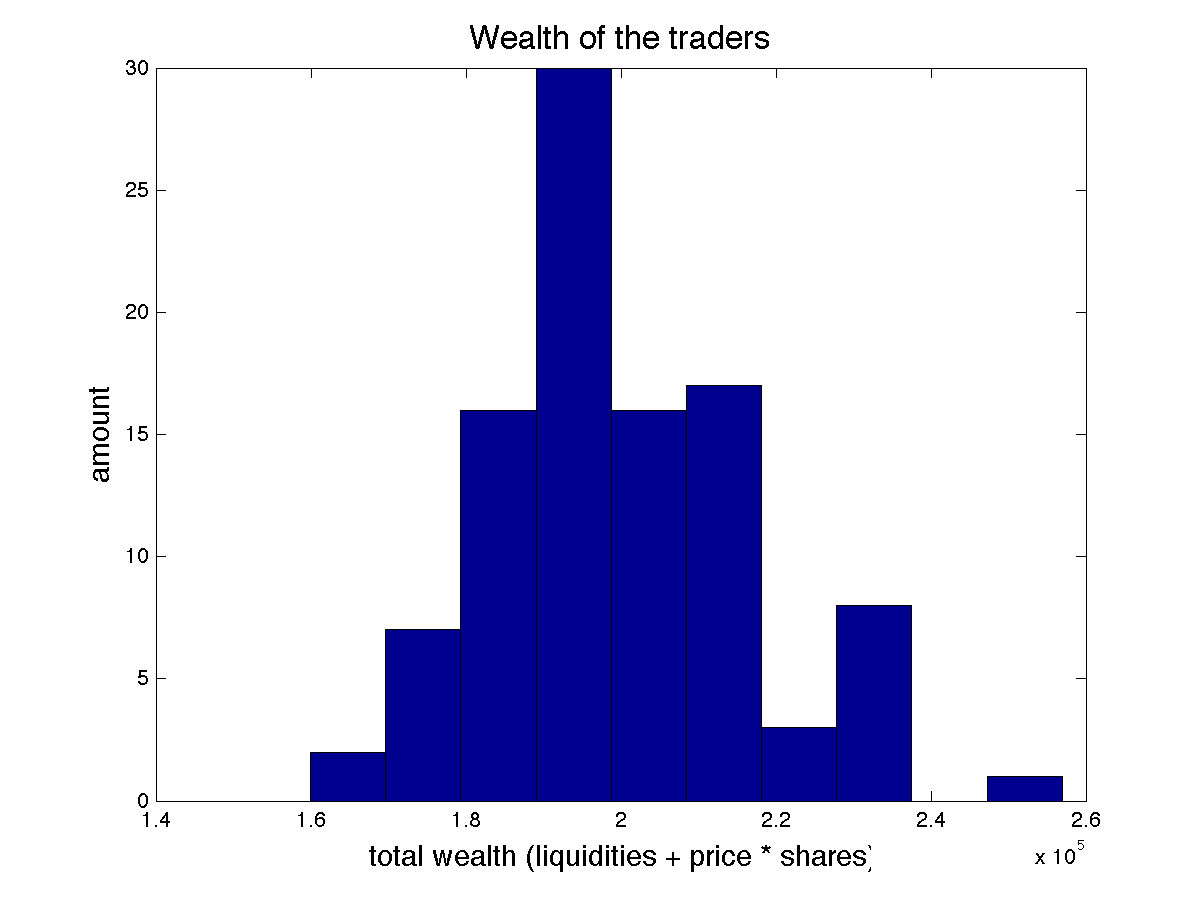 Wealth of the traders
30
25
20
15
10
5
0
amount
1.4 1.6 1.8 2 2.2 2.4 2.6
x 10^5
total wealth (liquidities + price * shares)